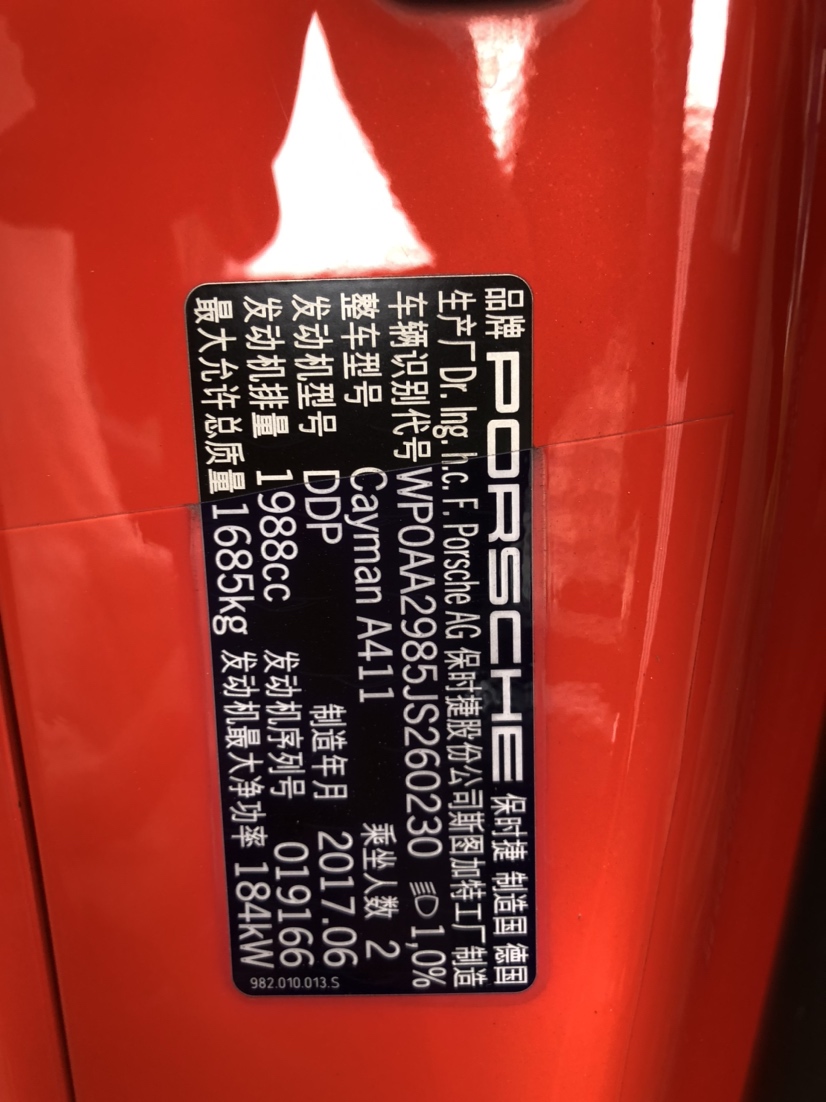 品牌 PORSCHE 保时捷 制造国 德国
生产厂 Dr. Ing. h.c. F. Porsche AG 保时捷股份公司斯图加特工厂 制造
车辆识别代号 WP0AA2985JS260230 1,0%
整车型号 Cayman A411 乘坐人数 2
发动机型号 DDP 制造年月 2017.06
发动机排量 1988cc 发动机序列号 019166
最大允许总质量 1685kg 发动机最大净功率 184kW
982.010.013.S